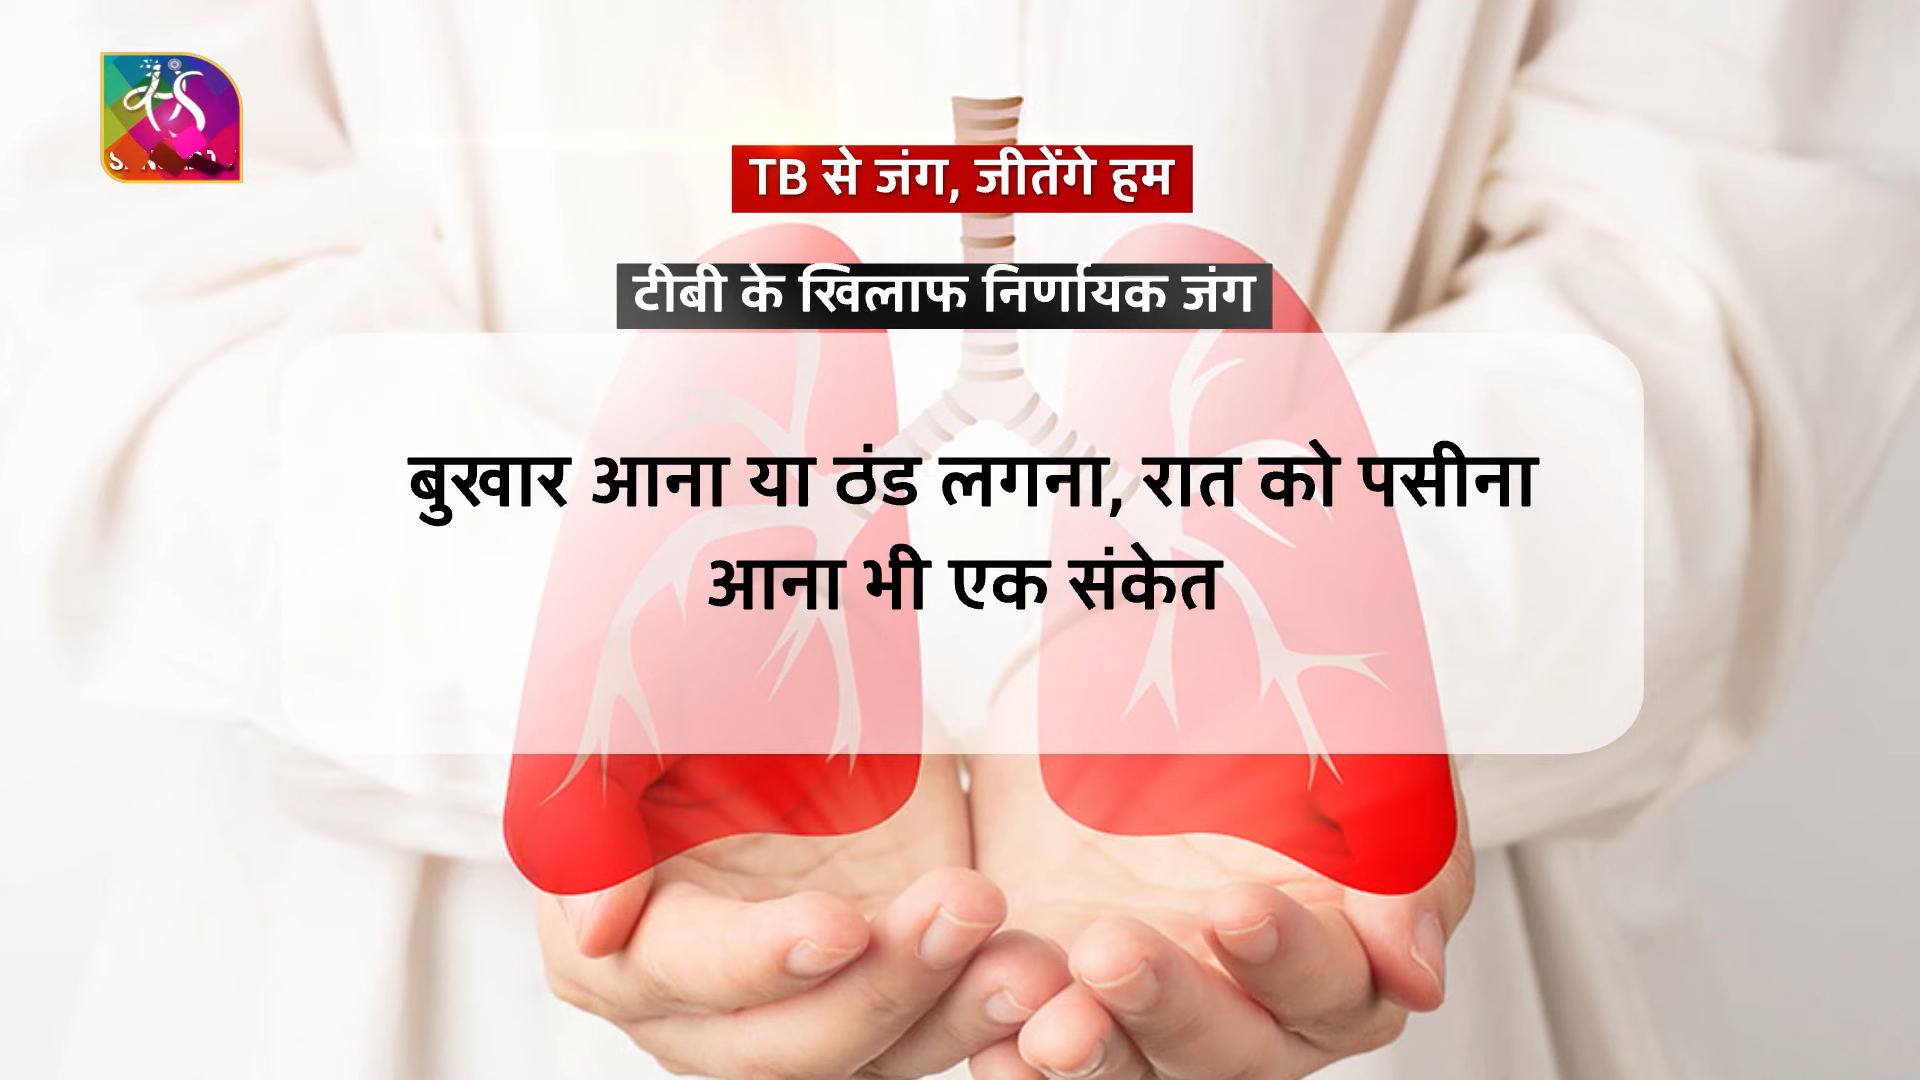 TB से जंग, जीतेंगे हम
टीबी के खिलाफ निर्णायक जंग
बुखार आना या ठंड लगना, रात को पसीना
आना भी एक संकेत